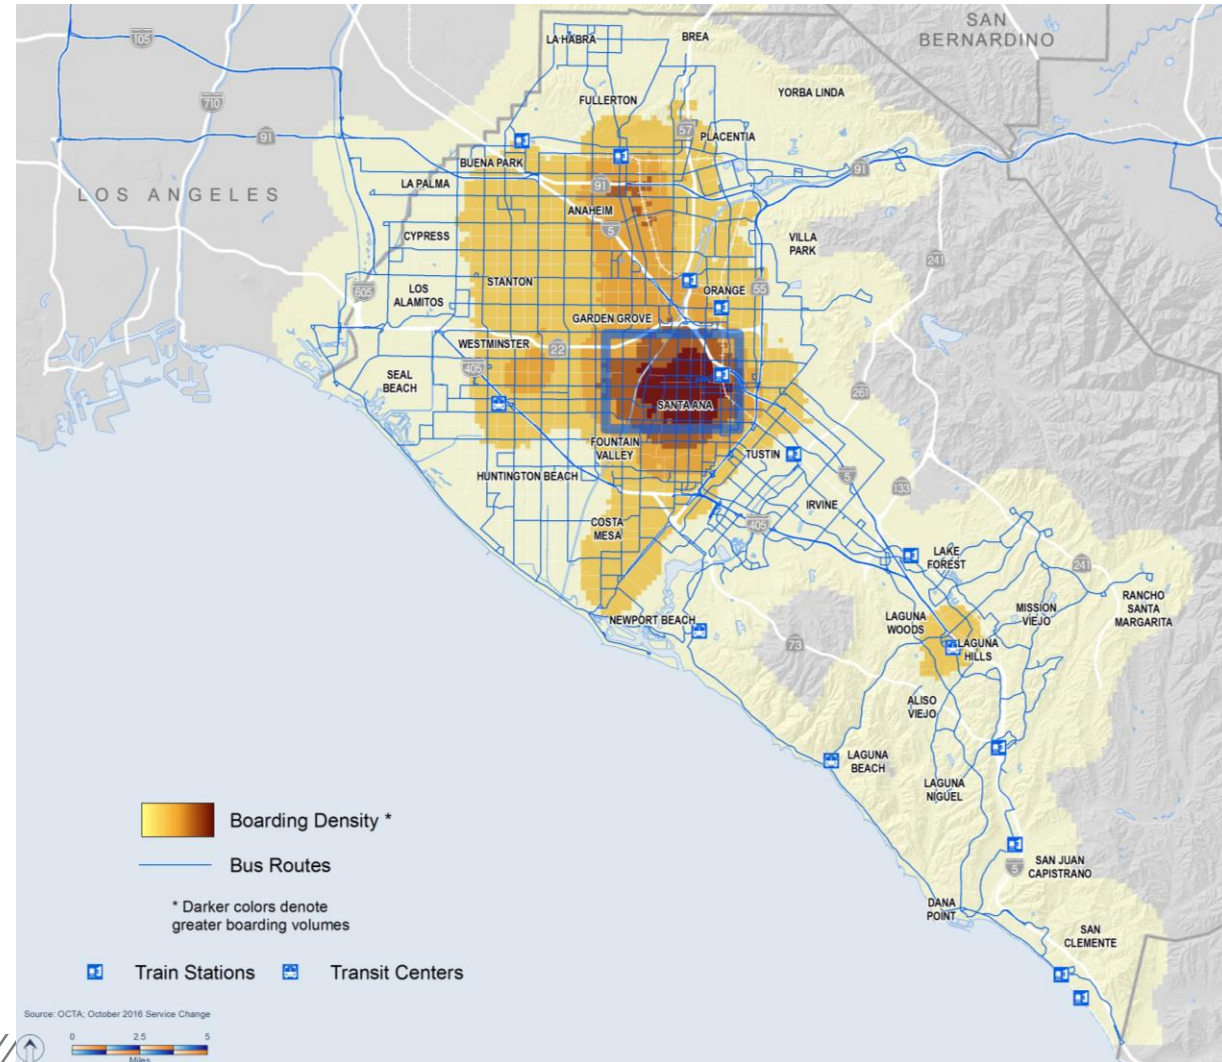 SAN
BERNARDINO
105
LA HABRA
BREA
YORBA LINDA
710
FULLERTON
57
PLACENTIA
91
BUENA PARK
91
91
LA PALMA
LOS ANGELES
ANAHEIM
5
CYPRESS
VILLA
PARK
241
STANTON
LOS
ALAMITOS
605
ORANGE
55
GARDEN GROVE
WESTMINSTER
22
405
SEAL
BEACH
261
SANTA ANA
FOUNTAIN
VALLEY
TUSTIN
HUNTINGTON BEACH
5
133
IRVINE
COSTA
MESA
405
LAKE
FOREST
241
RANCHO
SANTA
MARGARITA
MISSION
VIEJO
NEWPORT BEACH
LAGUNA
WOODS
LAGUNA
HILLS
73
ALISO
VIEJO
LAGUNA
BEACH
LAGUNA
NIGUEL
5
SAN JUAN
CAPISTRANO
DANA
POINT
SAN
CLEMENTE
Boarding Density *
Bus Routes
* Darker colors denote
greater boarding volumes
Train Stations
Transit Centers
Source: OCTA; October 2016 Service Change
0 2.5 5
Miles